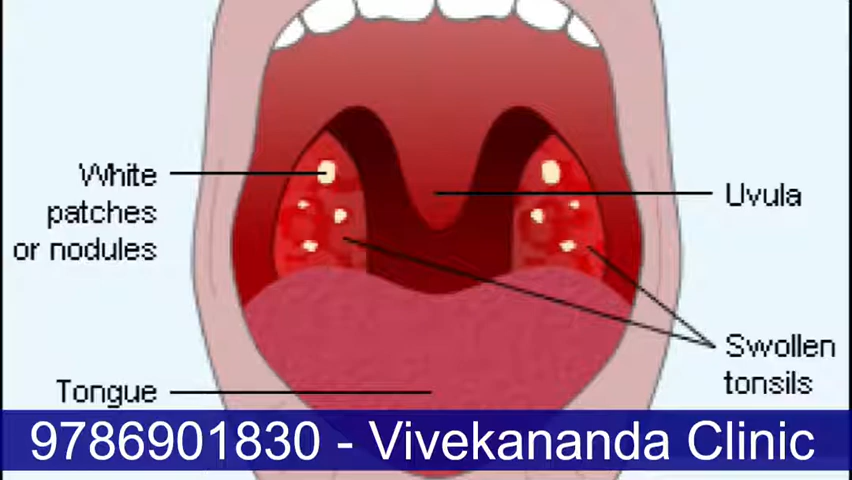 White
patches
or nodules
Uvula
Swollen
tonsils
Tongue
9786901830 - Vivekananda Clinic